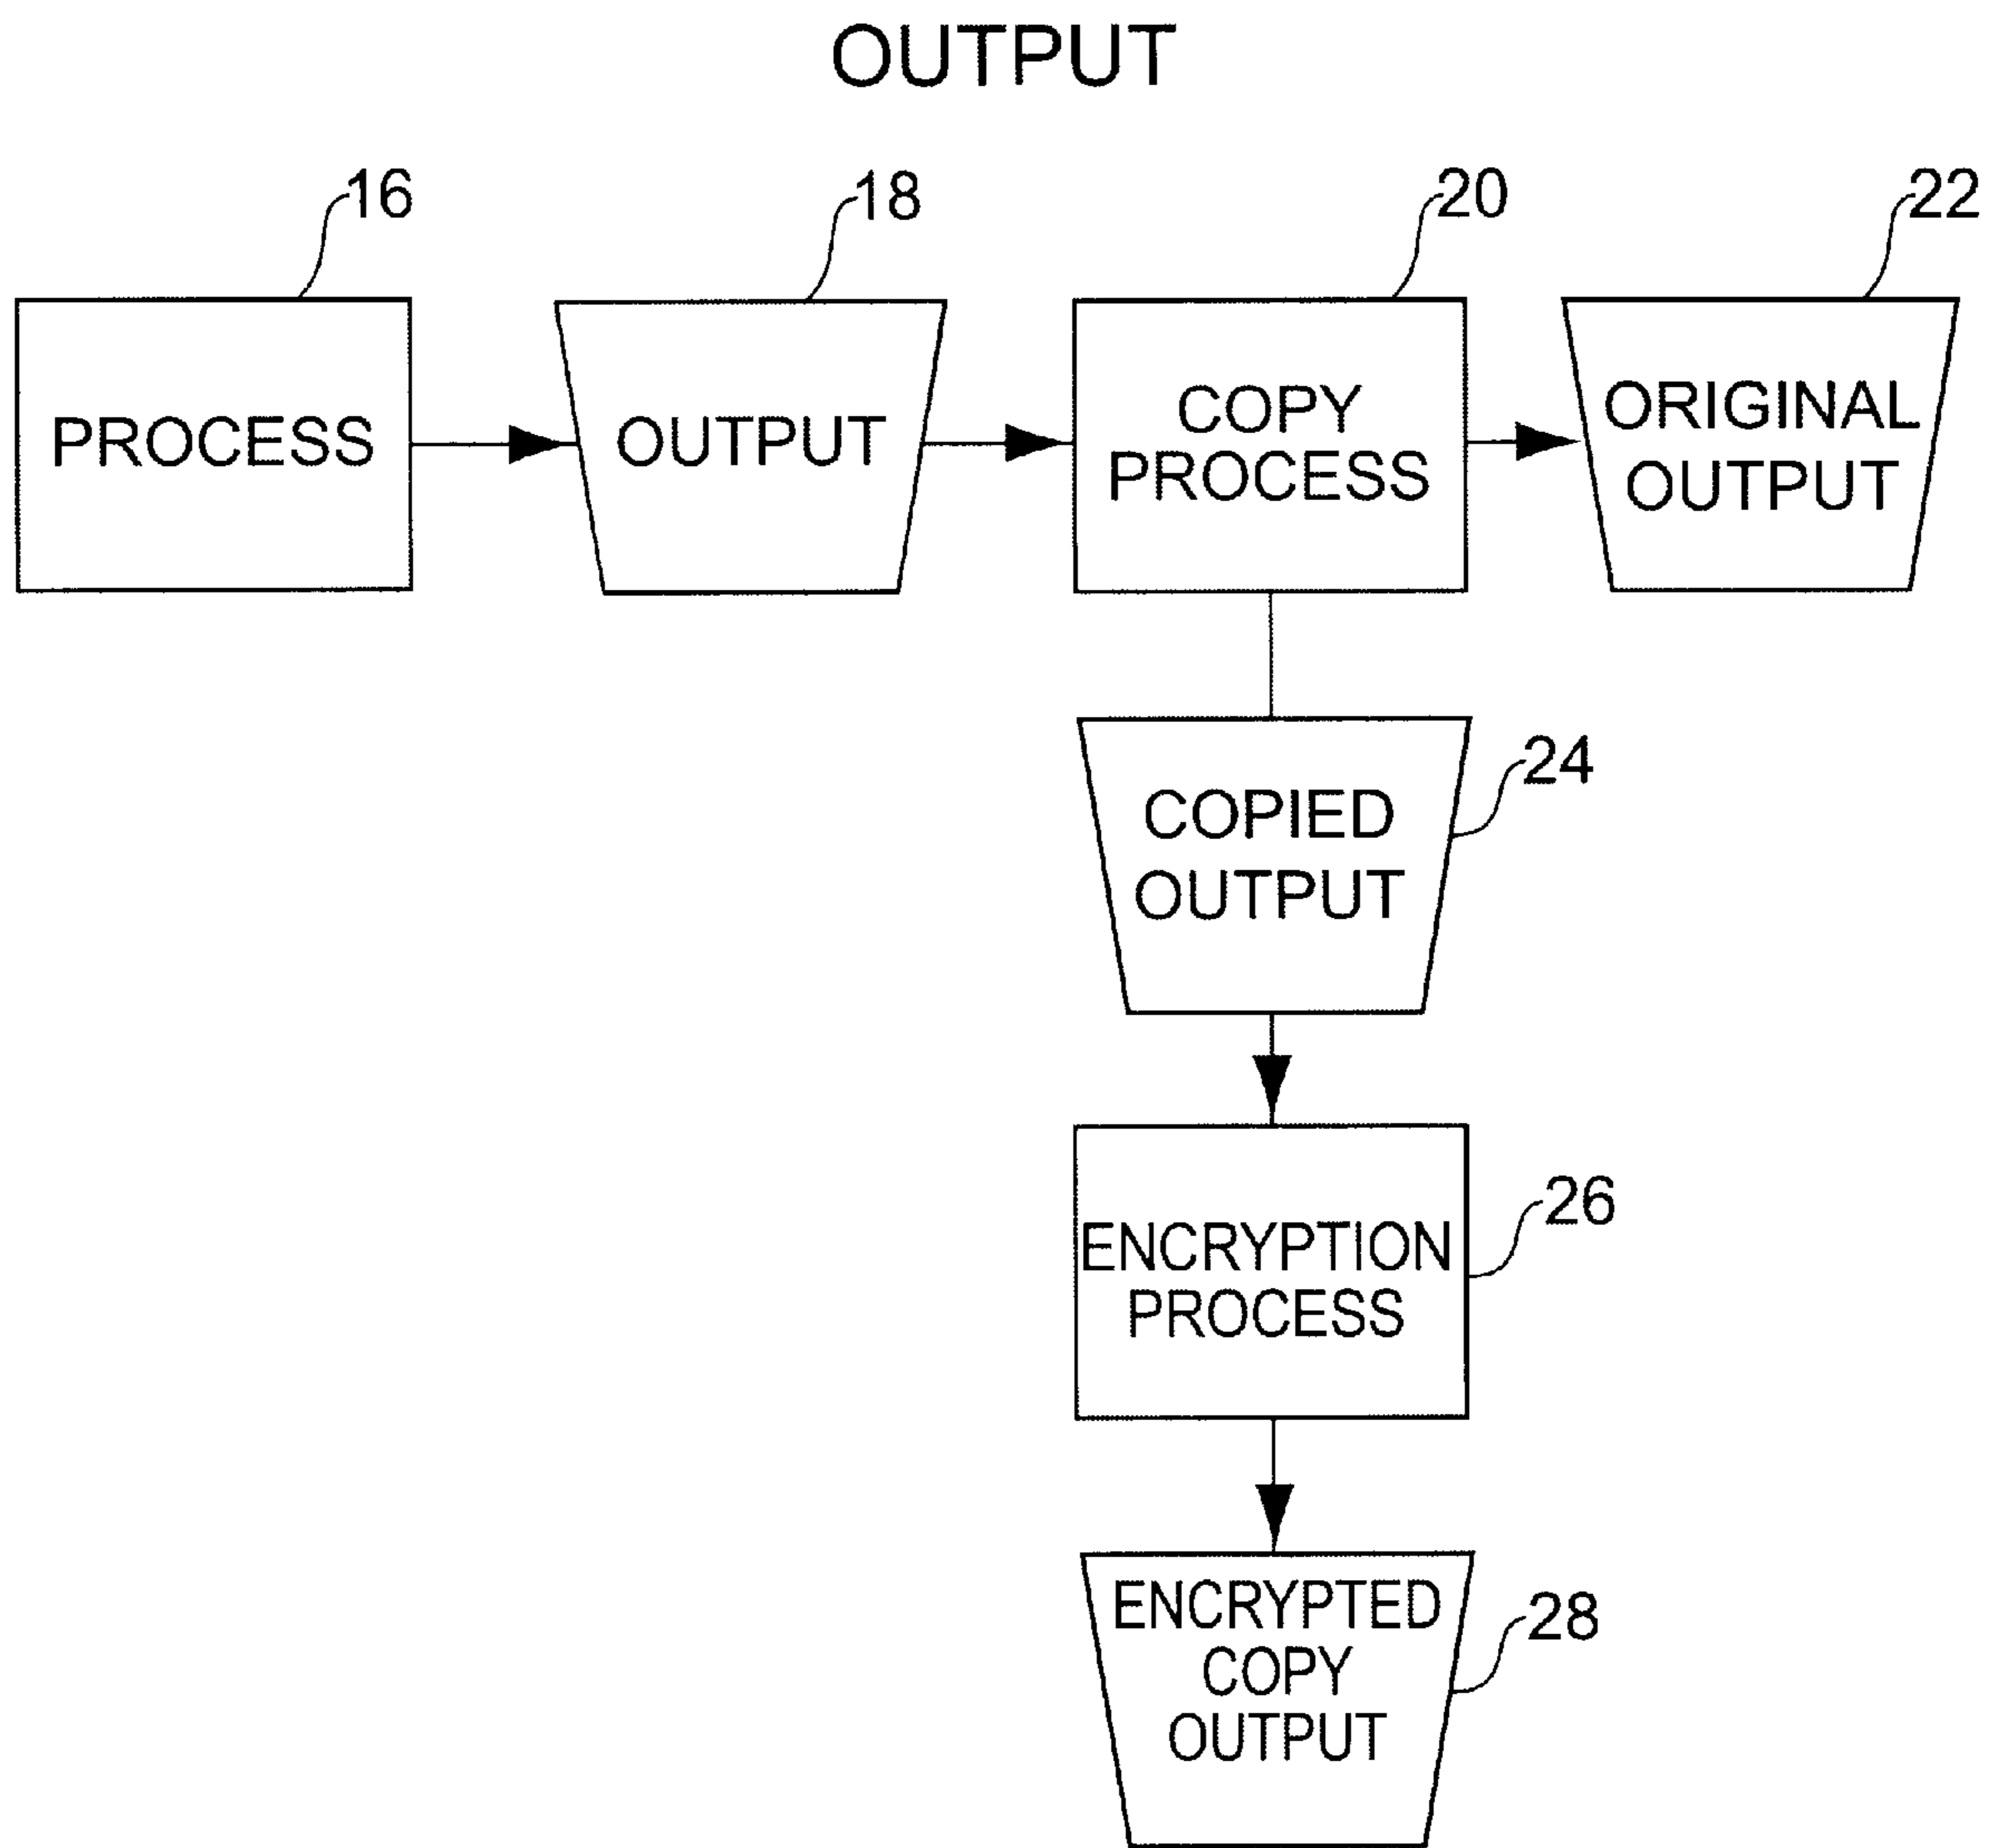 OUTPUT
16
18
20
22
PROCESS
OUTPUT
COPY
PROCESS
ORIGINAL
OUTPUT
24
COPIED
OUTPUT
26
ENCRYPTION
PROCESS
28
ENCRYPTED
COPY
OUTPUT